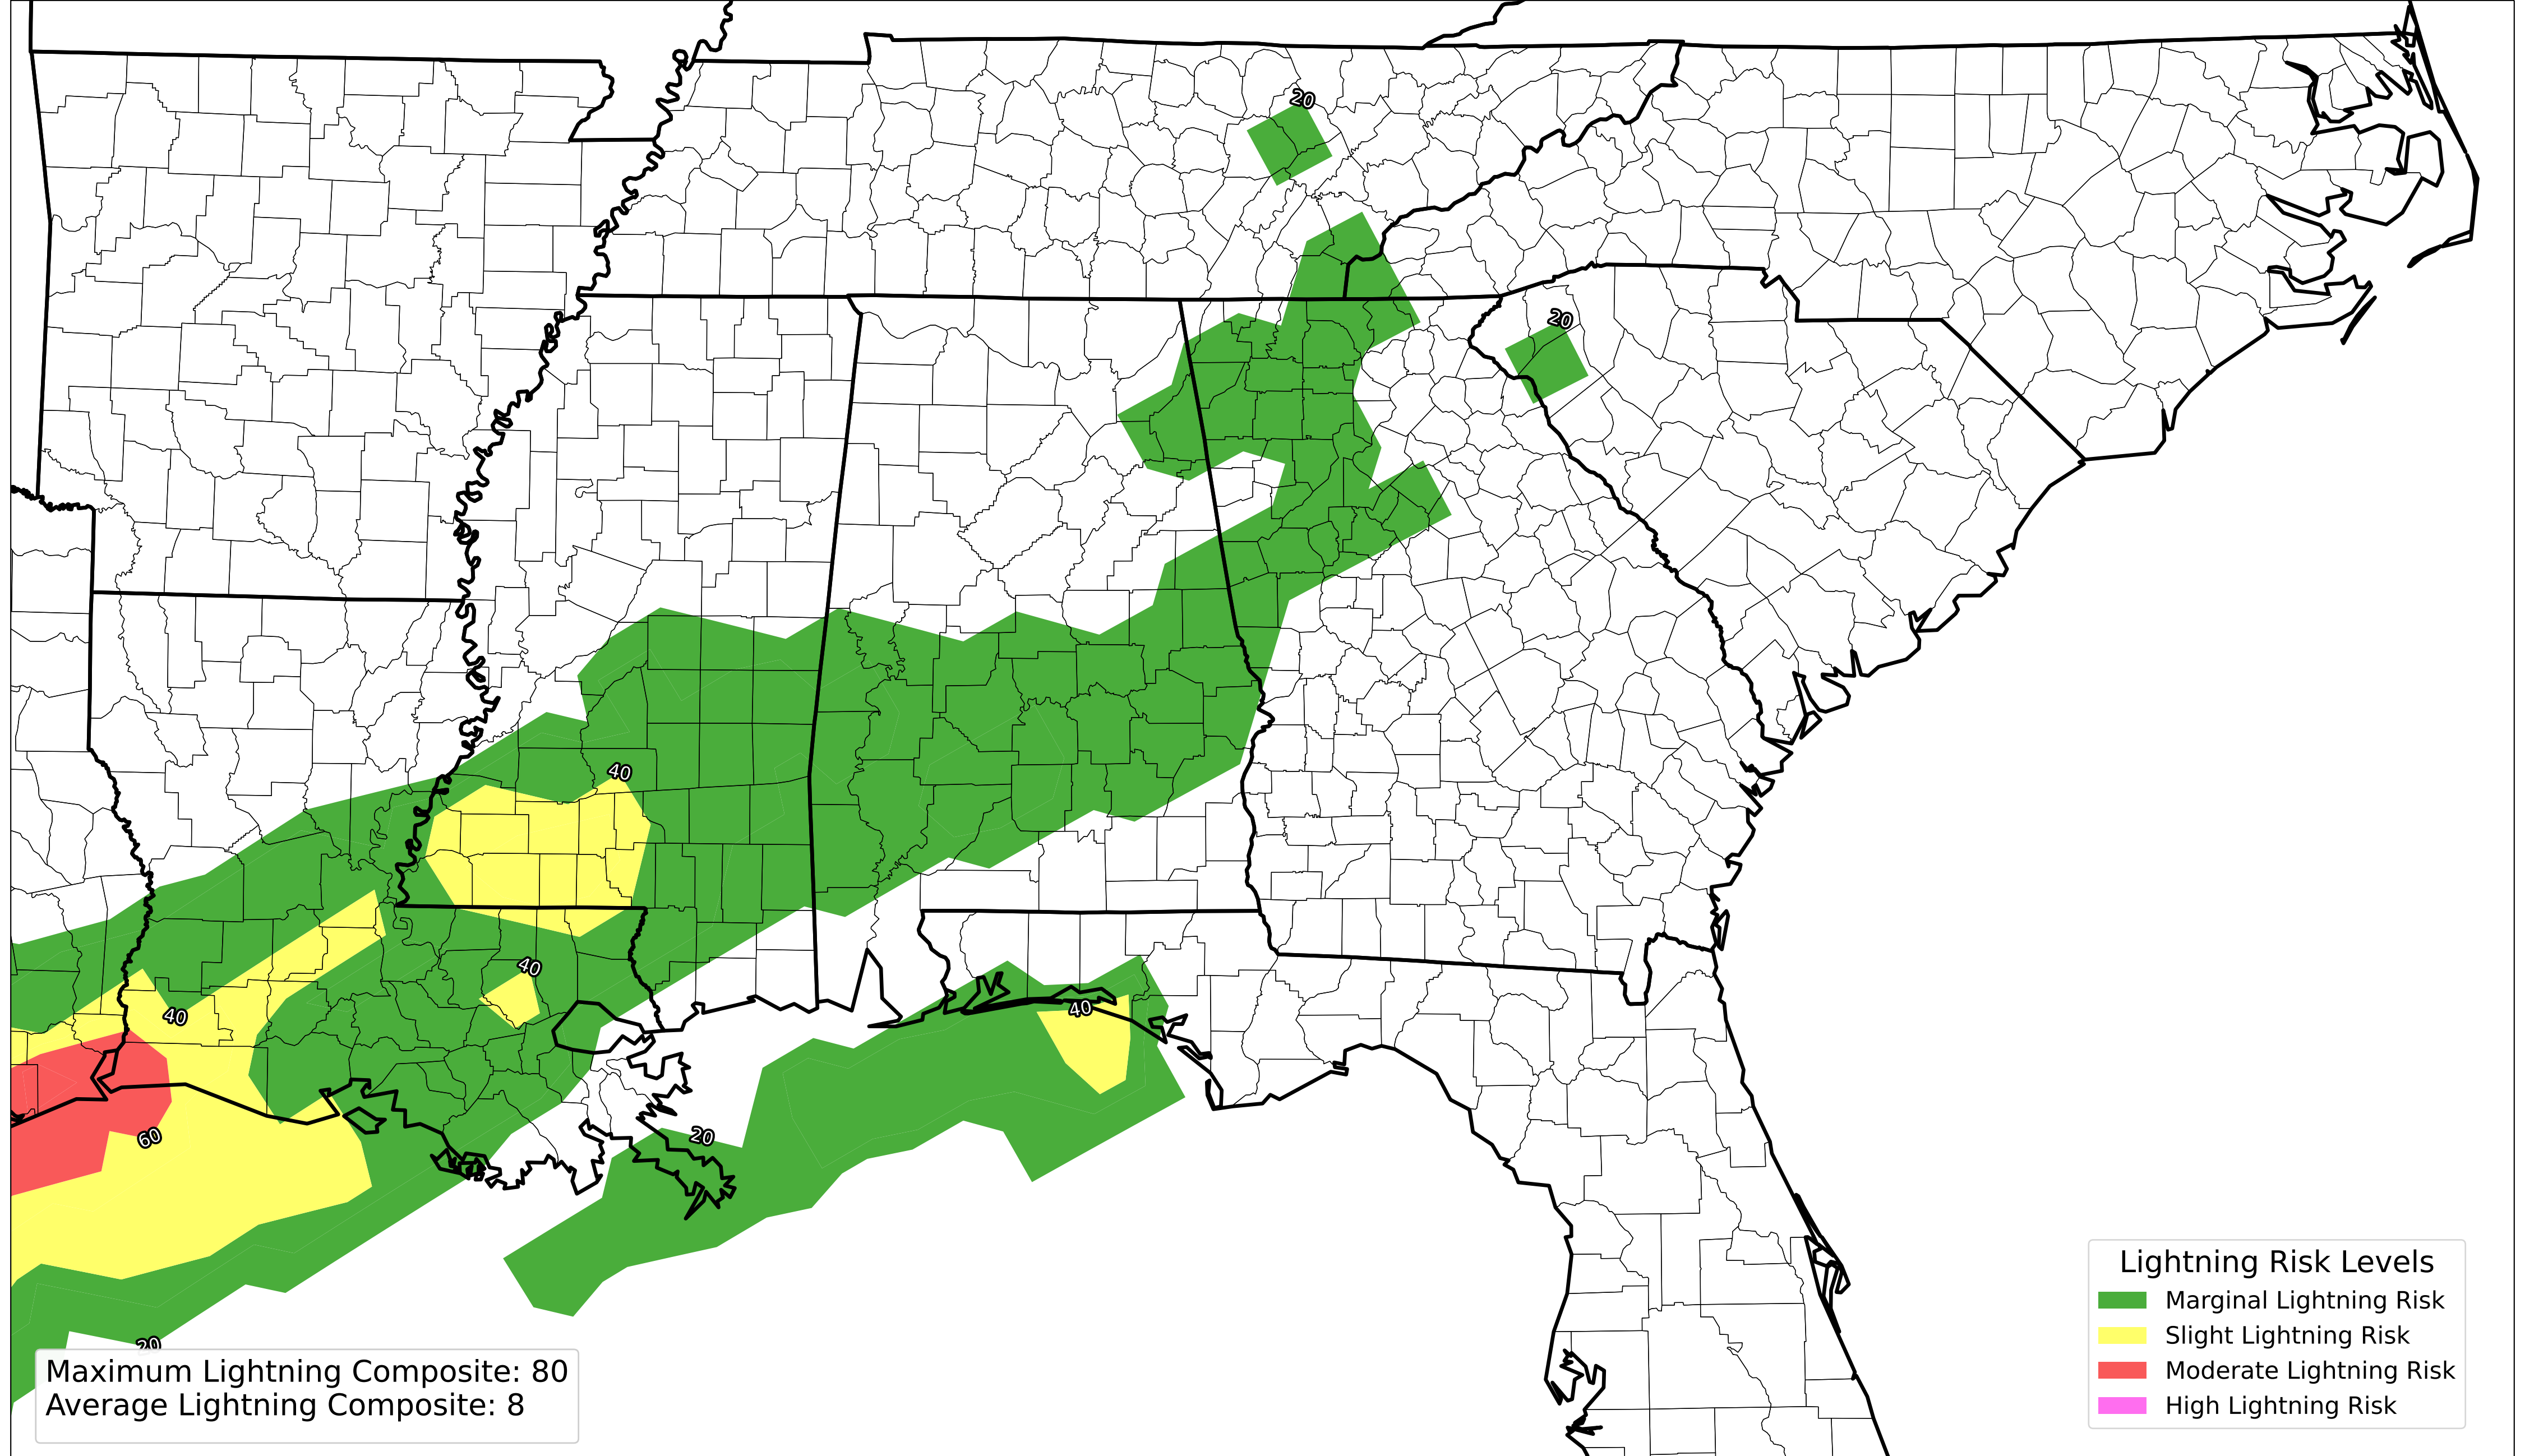 20
20
40
40
40
40
60
20
20
Maximum Lightning Composite: 80
Average Lightning Composite: 8
Lightning Risk Levels
Marginal Lightning Risk
Slight Lightning Risk
Moderate Lightning Risk
High Lightning Risk